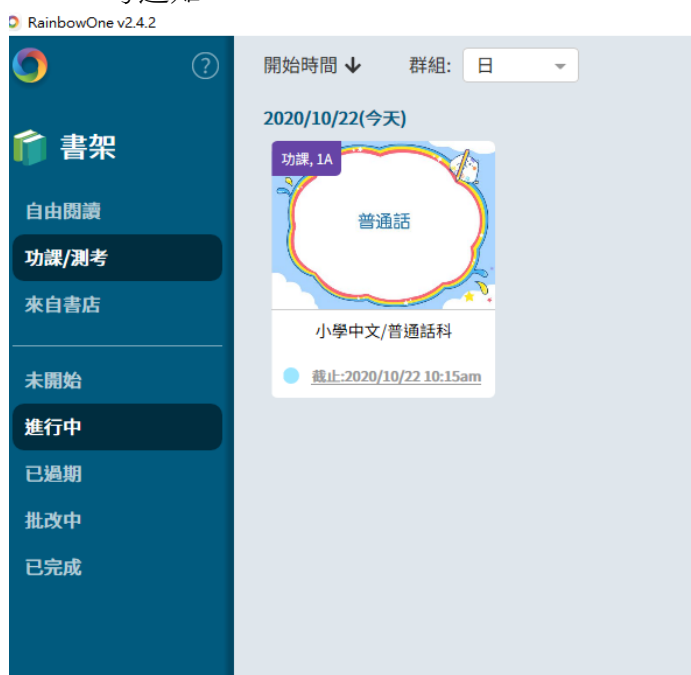 RainbowOne v2.4.2
?
書架
自由閱讀
功課/測考
來自書店
未開始
進行中
已過期
批改中
已完成
開始時間 群組: 日
2020/10/22(今天)
功課, 1A
普通話
小學中文/普通話科
截止:2020/10/22 10:15am